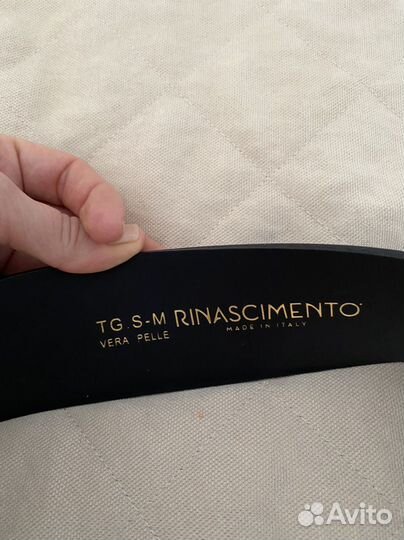 TG. S-M RINASCIMENTO
VERA PELLE MADE IN ITALY
Avito